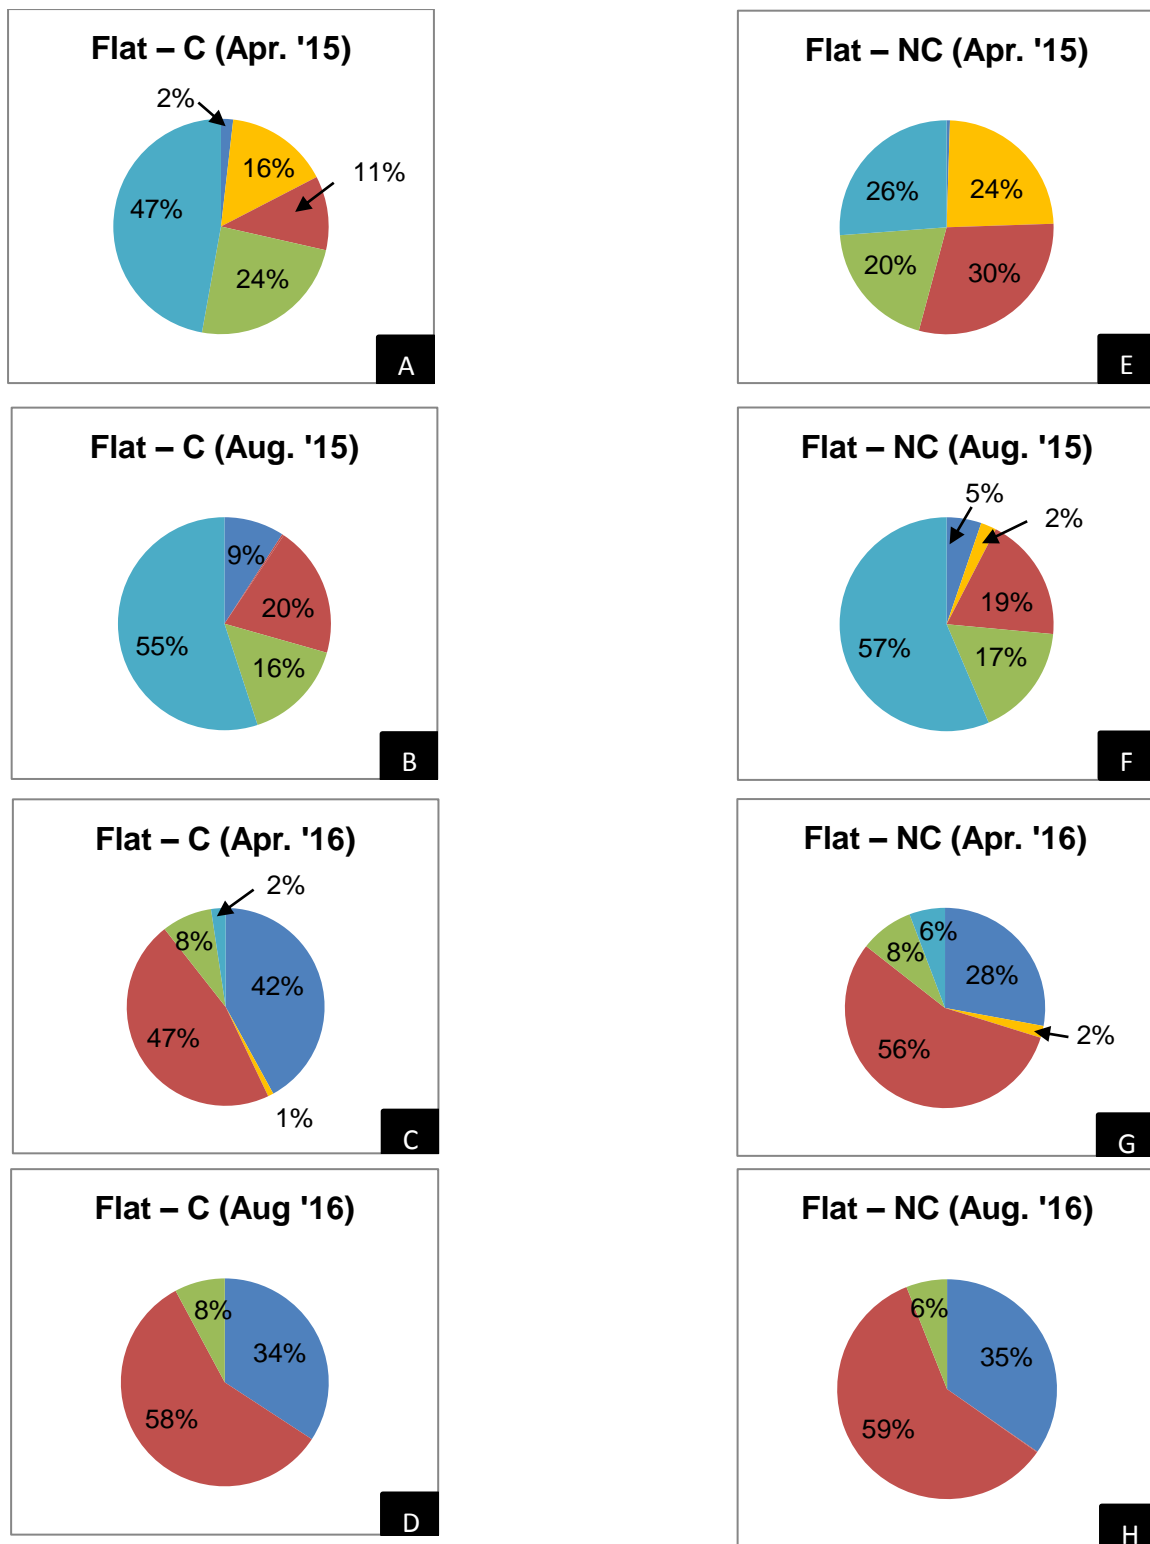 Flat – C (Apr. '15)
2%
16%
11%
47%
24%
A
Flat – NC (Apr. '15)
26%
24%
20%
30%
E
Flat – C (Aug. '15)
9%
20%
55%
16%
B
Flat – NC (Aug. '15)
5%
2%
19%
57%
17%
F
Flat – C (Apr. '16)
2%
8%
42%
47%
1%
C
Flat – NC (Apr. '16)
6%
8%
28%
2%
56%
G
Flat – C (Aug '16)
8%
34%
58%
D
Flat – NC (Aug. '16)
6%
35%
59%
H